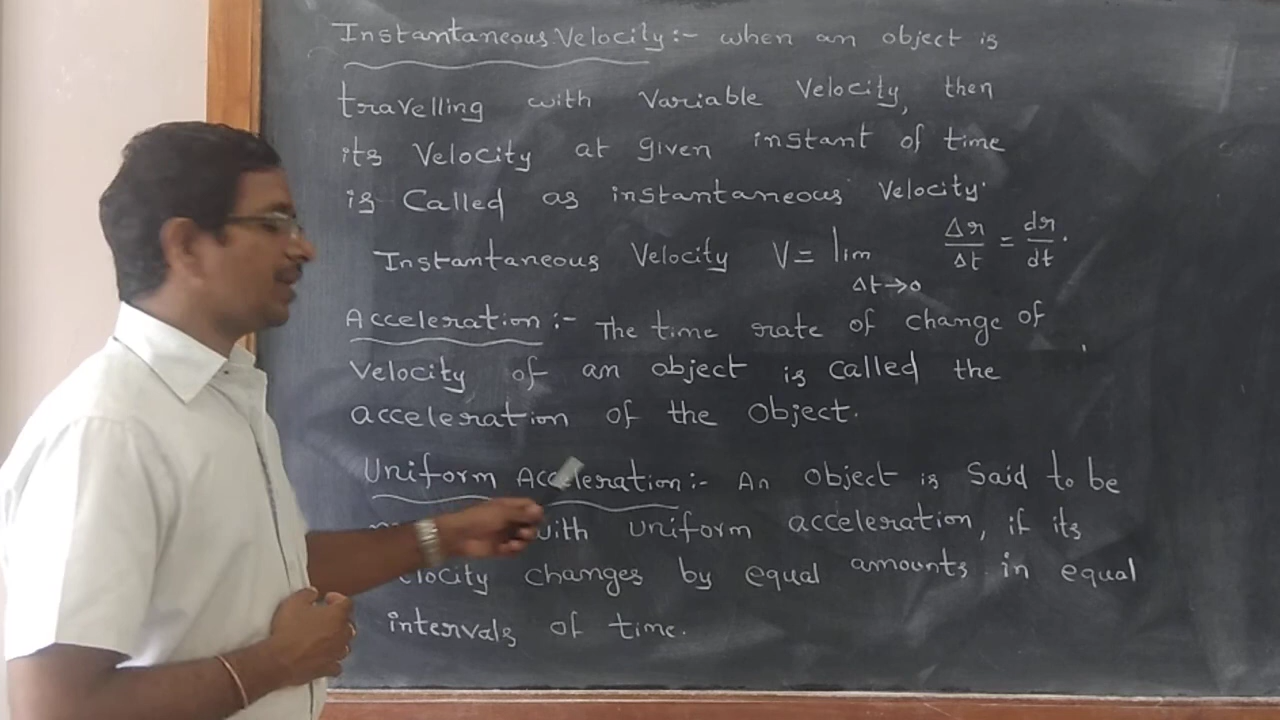 Instantaneous Velocity:- when an object is
travelling with variable velocity, then
its velocity at given instant of time
is called as instantaneous velocity.
Instantaneous Velocity V = lim Δt→0 Δr/Δt = dr/dt.
Acceleration:- The time rate of change of
velocity of an object is called the
acceleration of the object.
Uniform Acceleration:- An object is said to be
with uniform acceleration, if its
changes by equal amounts in equal
intervals of time.